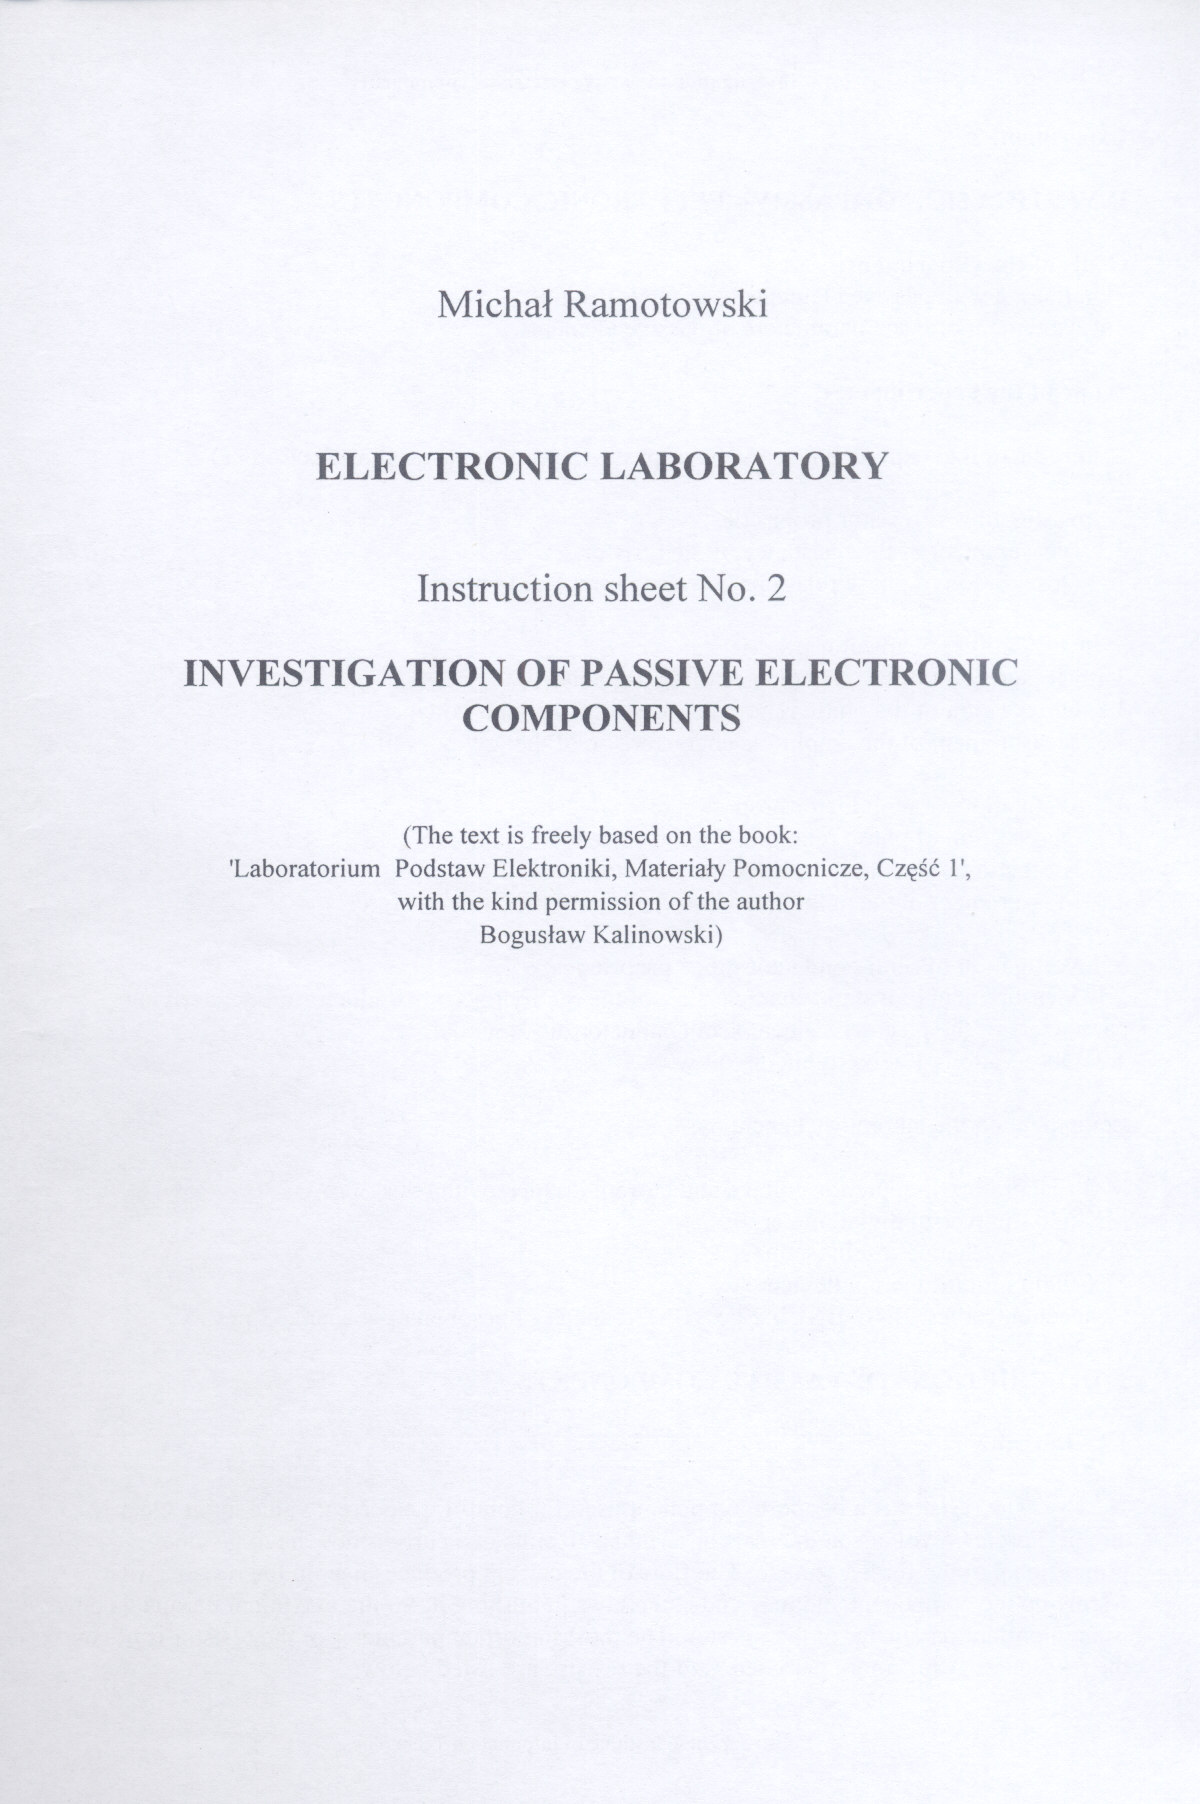 Michał Ramotowski
ELECTRONIC LABORATORY
Instruction sheet No. 2
INVESTIGATION OF PASSIVE ELECTRONIC
COMPONENTS
(The text is freely based on the book:
'Laboratorium Podstaw Elektroniki, Materiały Pomocnicze, Część 1',
with the kind permission of the author
Bogusław Kalinowski)